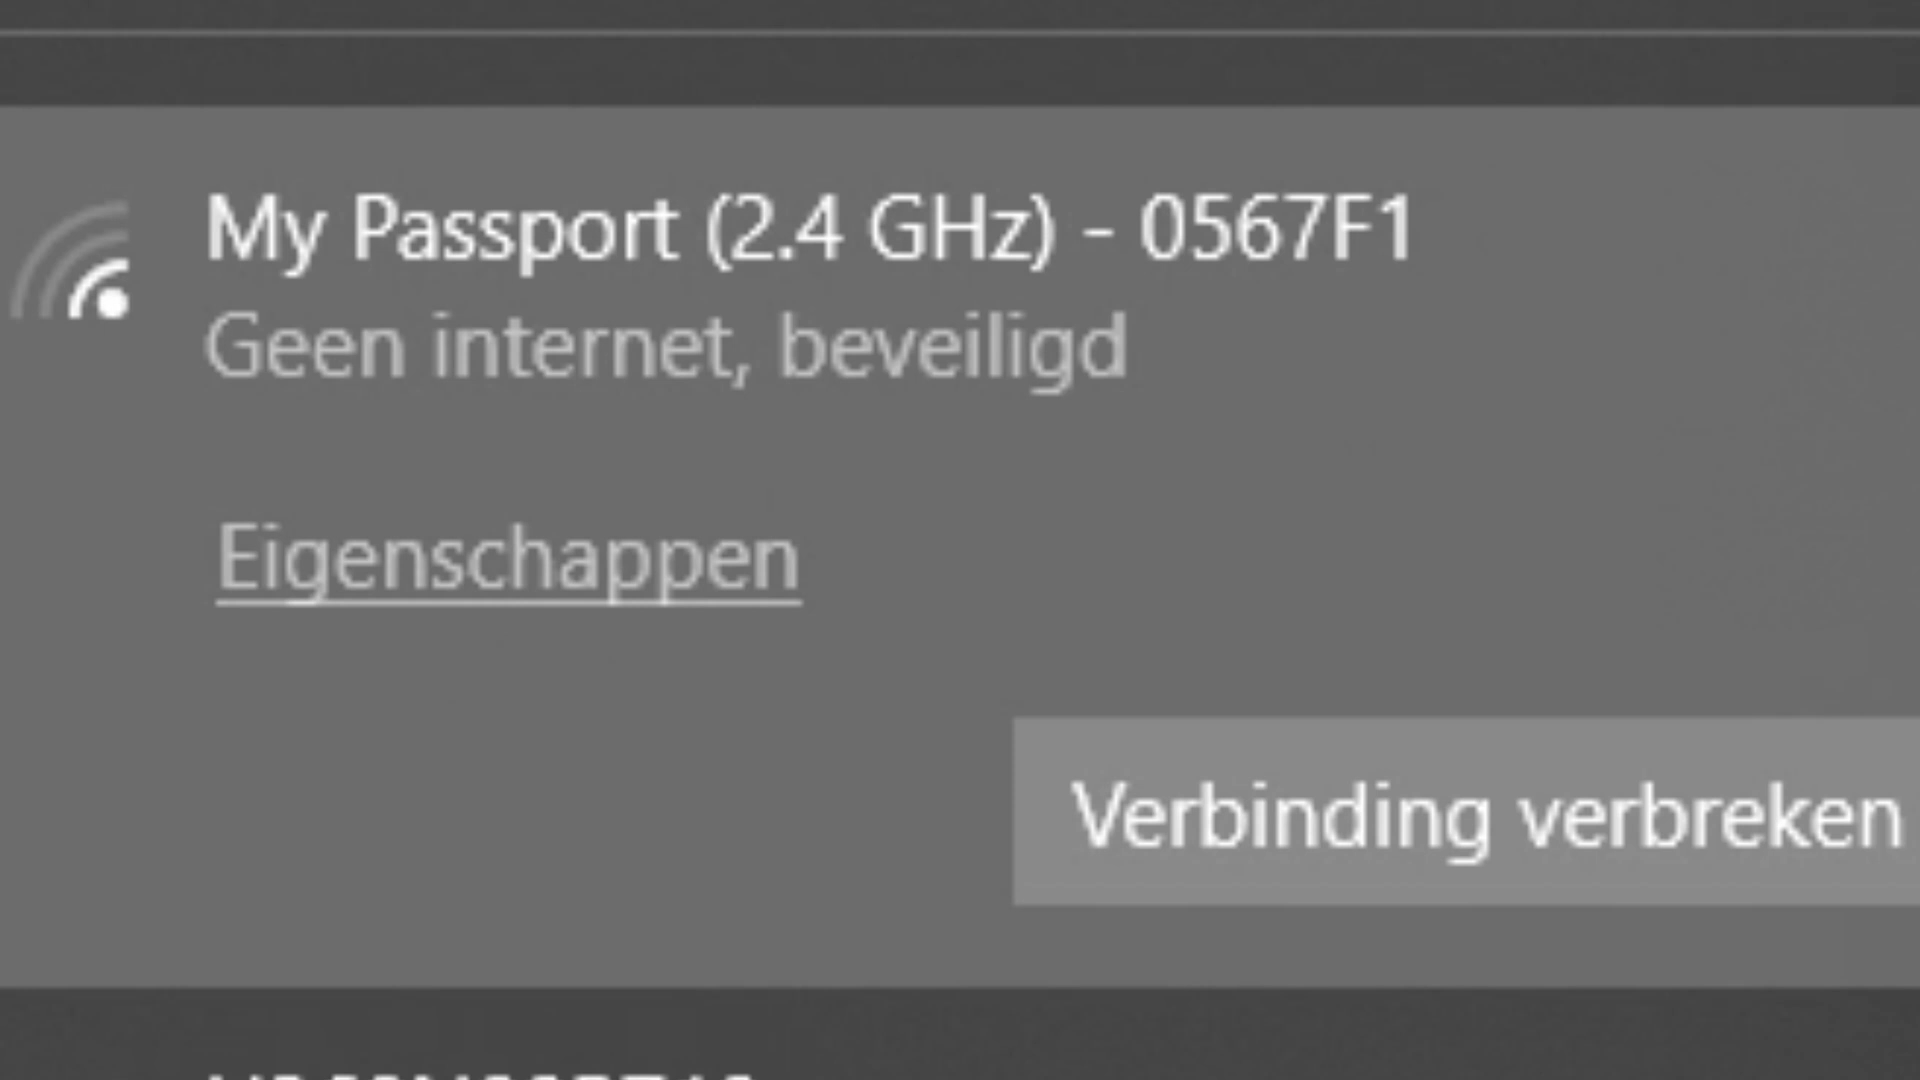 My Passport (2.4 GHz) - 0567F1
Geen internet, beveiligd
Eigenschappen
Verbinding verbreken